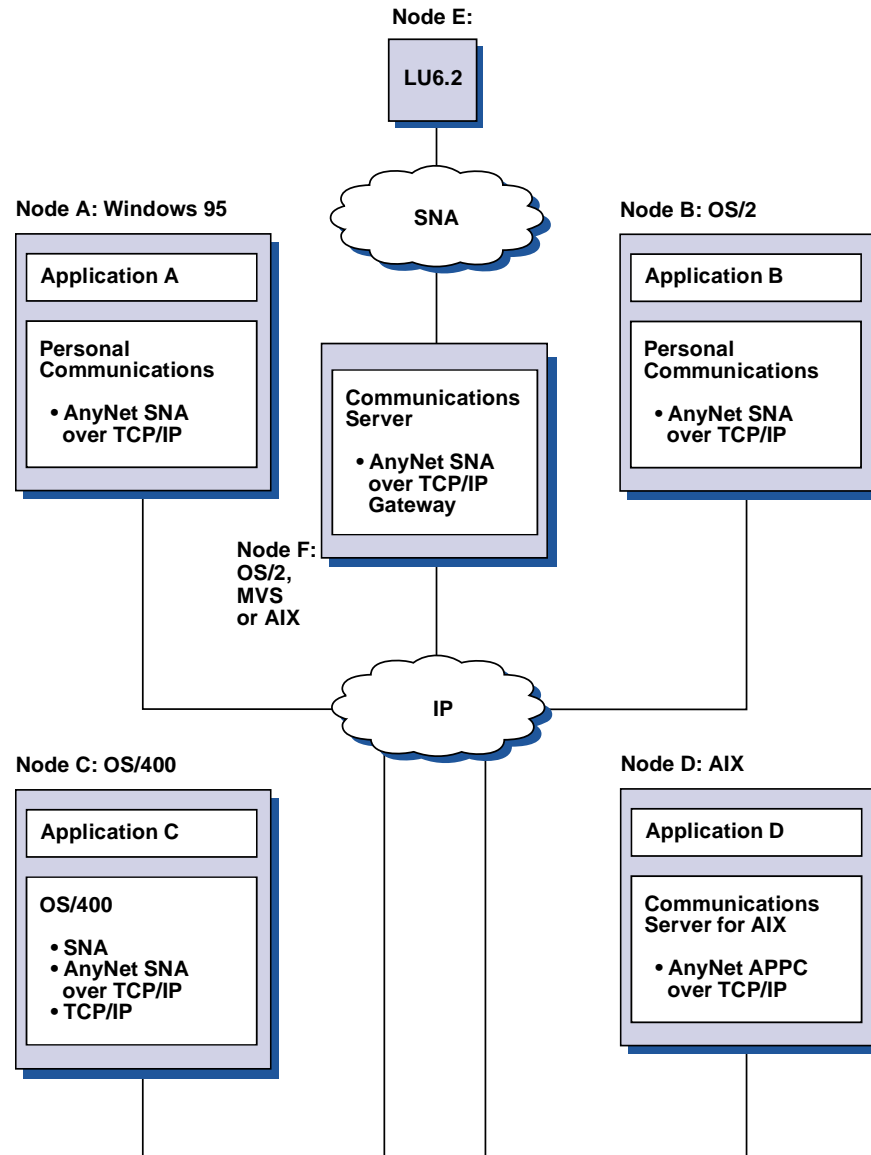 Node E:
LU6.2
SNA
Node A: Windows 95
Application A
Personal
Communications
• AnyNet SNA
over TCP/IP
Node B: OS/2
Application B
Personal
Communications
• AnyNet SNA
over TCP/IP
Communications
Server
• AnyNet SNA
over TCP/IP
Gateway
Node F:
OS/2,
MVS
or AIX
IP
Node C: OS/400
Application C
OS/400
• SNA
• AnyNet SNA
over TCP/IP
• TCP/IP
Node D: AIX
Application D
Communications
Server for AIX
• AnyNet APPC
over TCP/IP